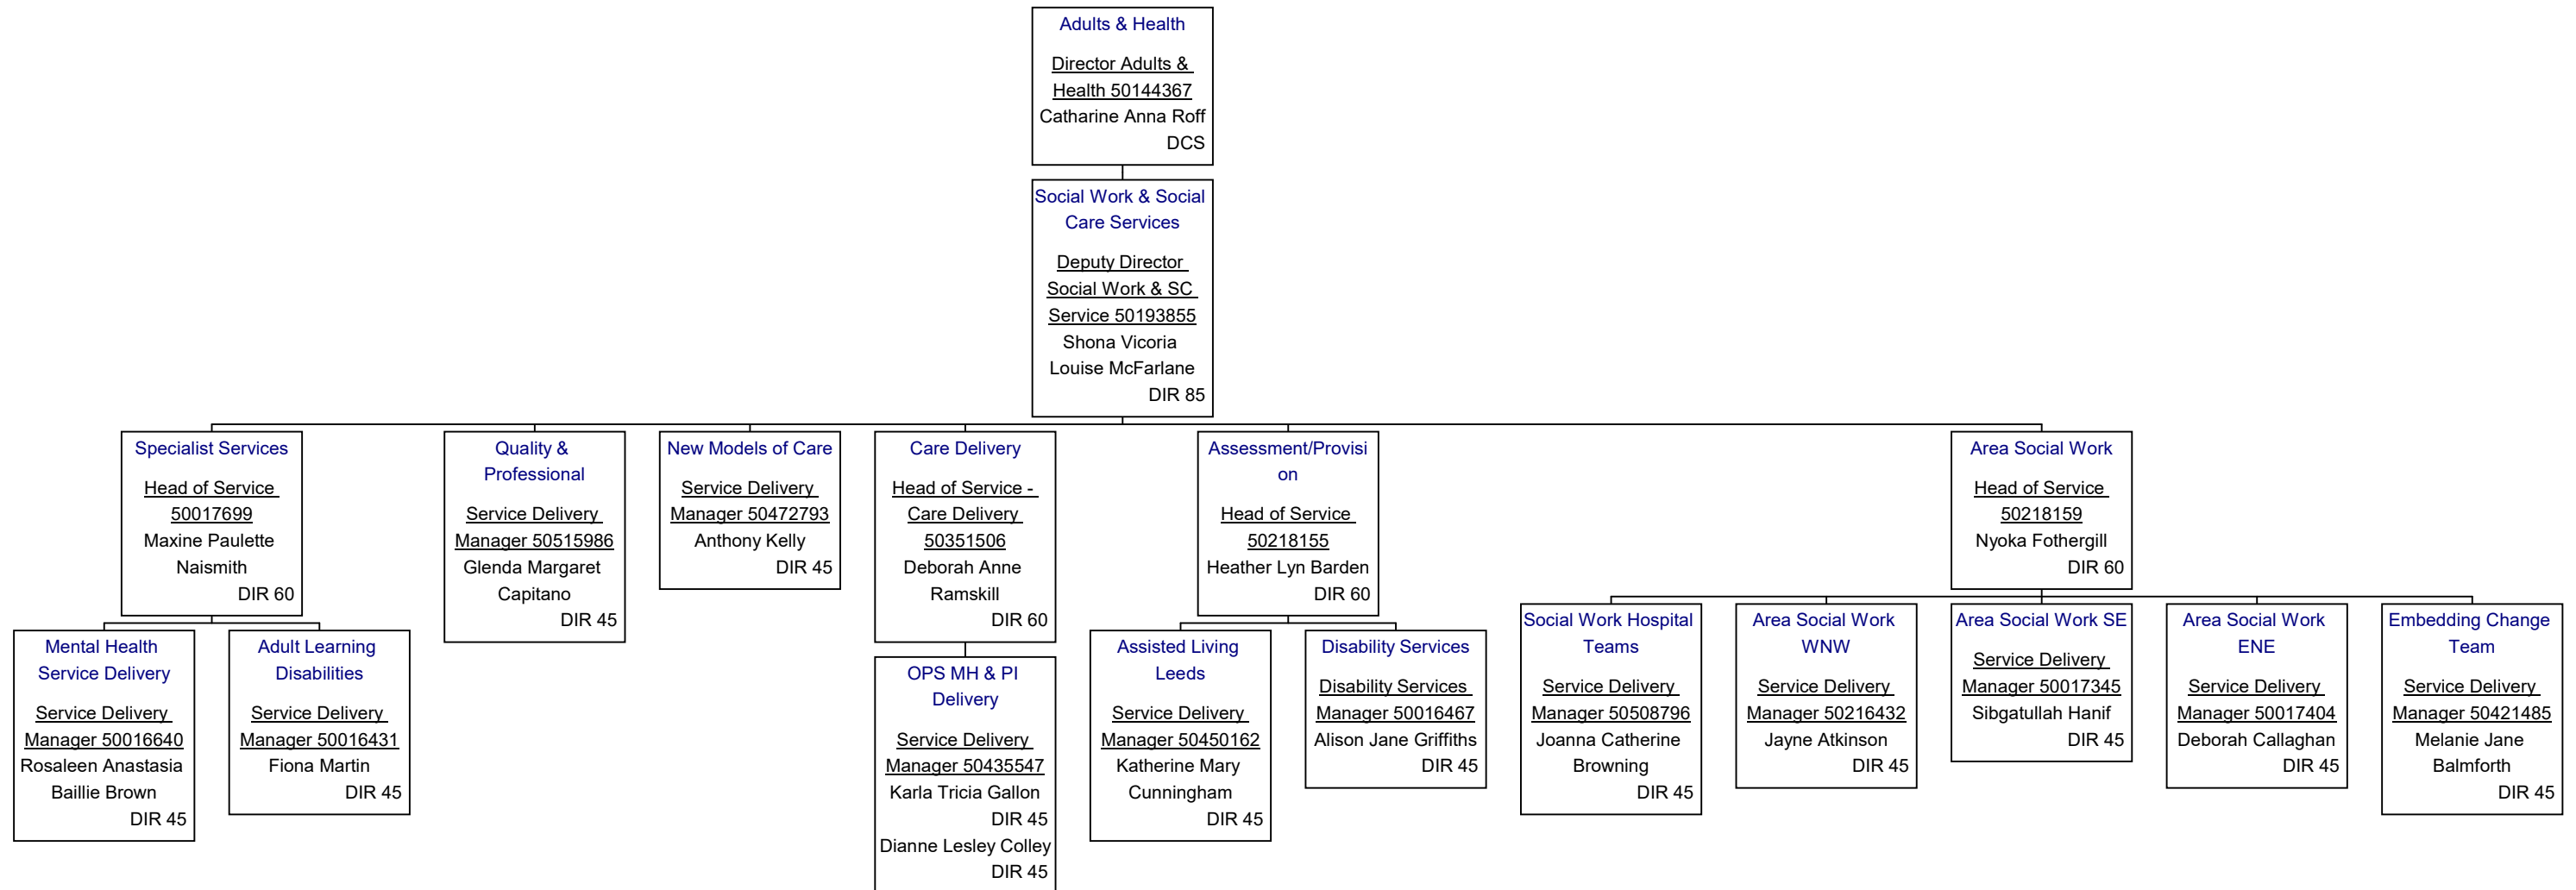 Adults & Health
Director Adults &
Health 50144367
Catharine Anna Roff
DCS
Social Work & Social
Care Services
Deputy Director
Social Work & SC
Service 50193855
Shona Vicoria
Louise McFarlane
DIR 85
Specialist Services
Head of Service
50017699
Maxine Paulette
Naismith
DIR 60
Quality &
Professional
Service Delivery
Manager 50515986
Glenda Margaret
Capitano
DIR 45
New Models of Care
Service Delivery
Manager 50472793
Anthony Kelly
DIR 45
Care Delivery
Head of Service -
Care Delivery
50351506
Deborah Anne
Ramskill
DIR 60
Assessment/Provisi
on
Head of Service
50218155
Heather Lyn Barden
DIR 60
Area Social Work
Head of Service
50218159
Nyoka Fothergill
DIR 60
Mental Health
Service Delivery
Service Delivery
Manager 50016640
Rosaleen Anastasia
Baillie Brown
DIR 45
Adult Learning
Disabilities
Service Delivery
Manager 50016431
Fiona Martin
DIR 45
OPS MH & PI
Delivery
Service Delivery
Manager 50435547
Karla Tricia Gallon
DIR 45
Dianne Lesley Colley
DIR 45
Assisted Living
Leeds
Service Delivery
Manager 50450162
Katherine Mary
Cunningham
DIR 45
Disability Services
Disability Services
Manager 50016467
Alison Jane Griffiths
DIR 45
Social Work Hospital
Teams
Service Delivery
Manager 50508796
Joanna Catherine
Browning
DIR 45
Area Social Work
WNW
Service Delivery
Manager 50216432
Jayne Atkinson
DIR 45
Area Social Work SE
Service Delivery
Manager 50017345
Sibgatullah Hanif
DIR 45
Area Social Work
ENE
Service Delivery
Manager 50017404
Deborah Callaghan
DIR 45
Embedding Change
Team
Service Delivery
Manager 50421485
Melanie Jane
Balmforth
DIR 45